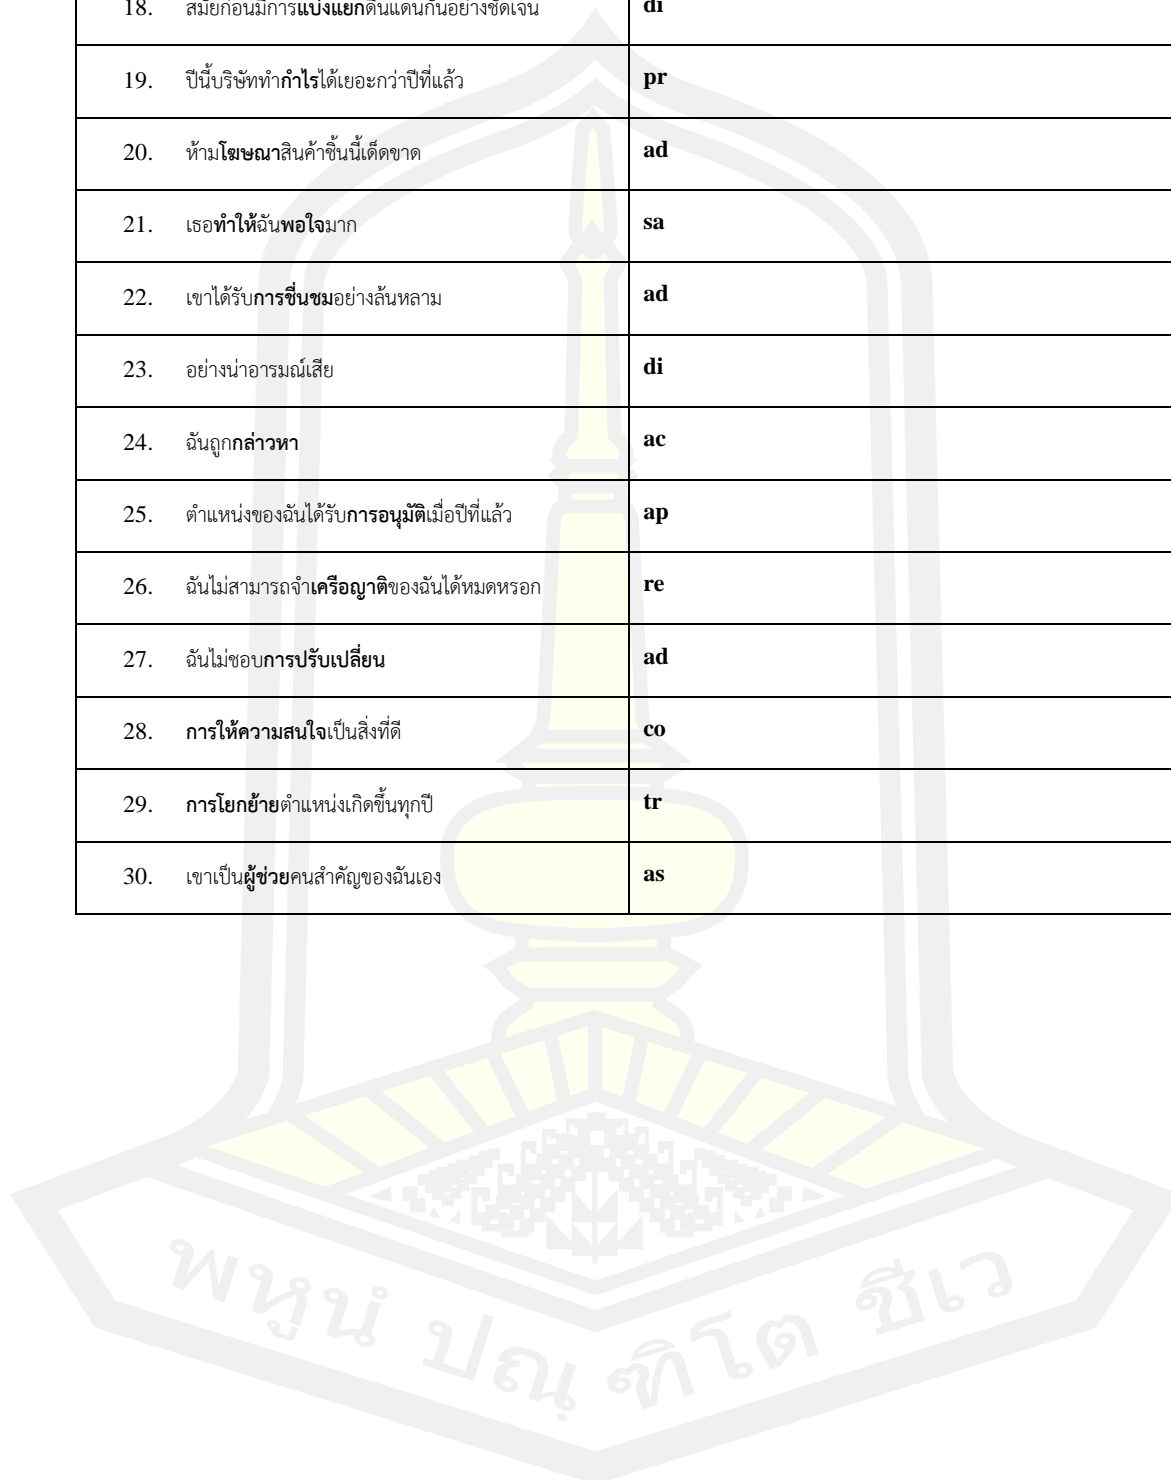 18. สมัยก่อนมีการแบ่งแยกดินแดนกันอย่างชัดเจน di
19. ปีนี้บริษัททำกำไรได้เยอะกว่าปีที่แล้ว pr
20. ห้ามโฆษณาสินค้าชิ้นนี้เด็ดขาด ad
21. เธอทำให้ฉันพอใจมาก sa
22. เขาได้รับการชื่นชมอย่างล้นหลาม ad
23. อย่างน่าอารมณ์เสีย di
24. ฉันถูกกล่าวหา ac
25. ตำแหน่งของฉันได้รับการอนุมัติเมื่อปีที่แล้ว ap
26. ฉันไม่สามารถจำเครือญาติของฉันได้หมดหรอก re
27. ฉันไม่ชอบการปรับเปลี่ยน ad
28. การให้ความสนใจเป็นสิ่งที่ดี co
29. การโยกย้ายตำแหน่งเกิดขึ้นทุกปี tr
30. เขาเป็นผู้ช่วยคนสำคัญของฉันเอง as
พหูนํ ปณฺ ฑิโต ชีเว